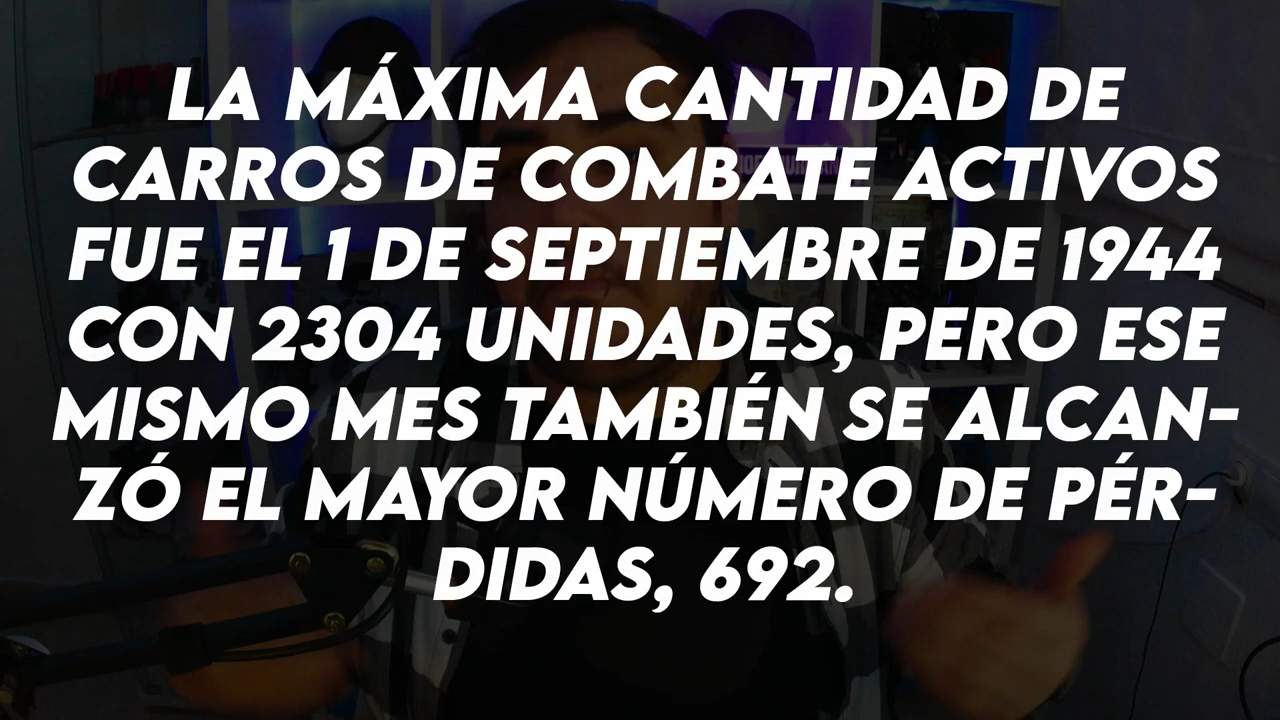 LA MÁXIMA CANTIDAD DE
CARROS DE COMBATE ACTIVOS
FUE EL 1 DE SEPTIEMBRE DE 1944
CON 2304 UNIDADES, PERO ESE
MISMO MES TAMBIÉN SE ALCAN-
ZÓ EL MAYOR NÚMERO DE PÉR-
DIDAS, 692.